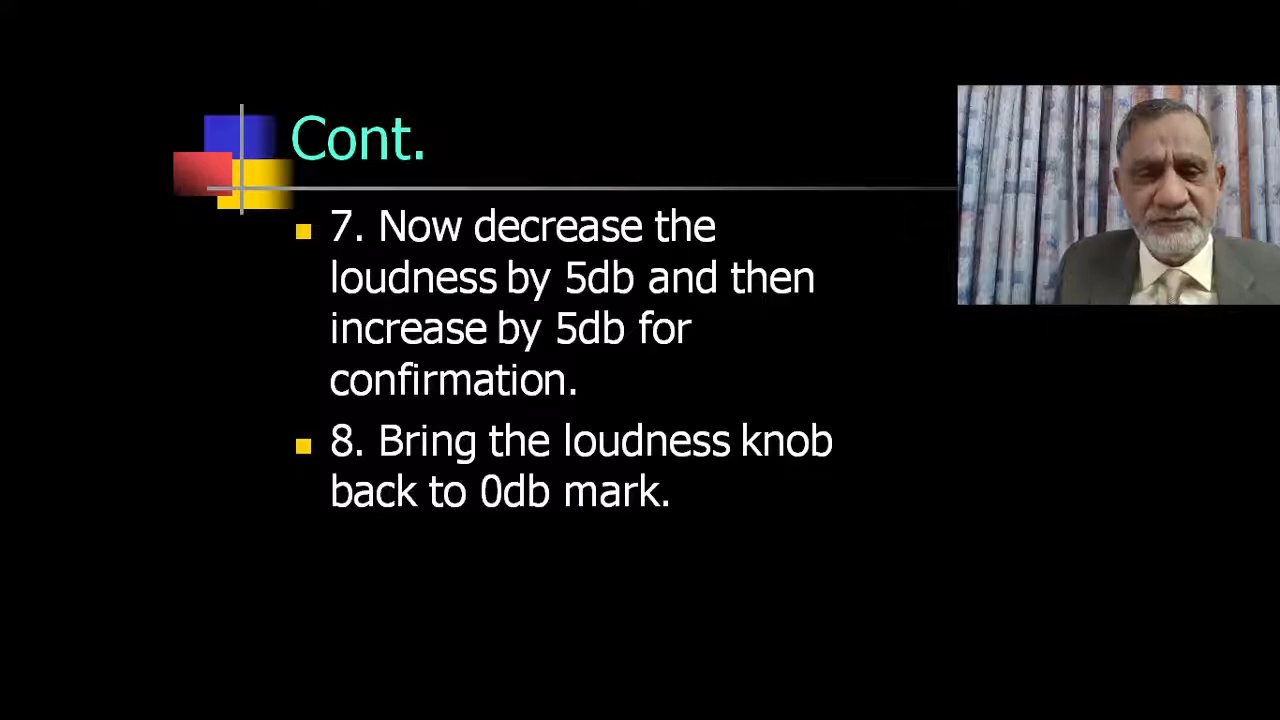 Cont.
7. Now decrease the
loudness by 5db and then
increase by 5db for
confirmation.
8. Bring the loudness knob
back to 0db mark.